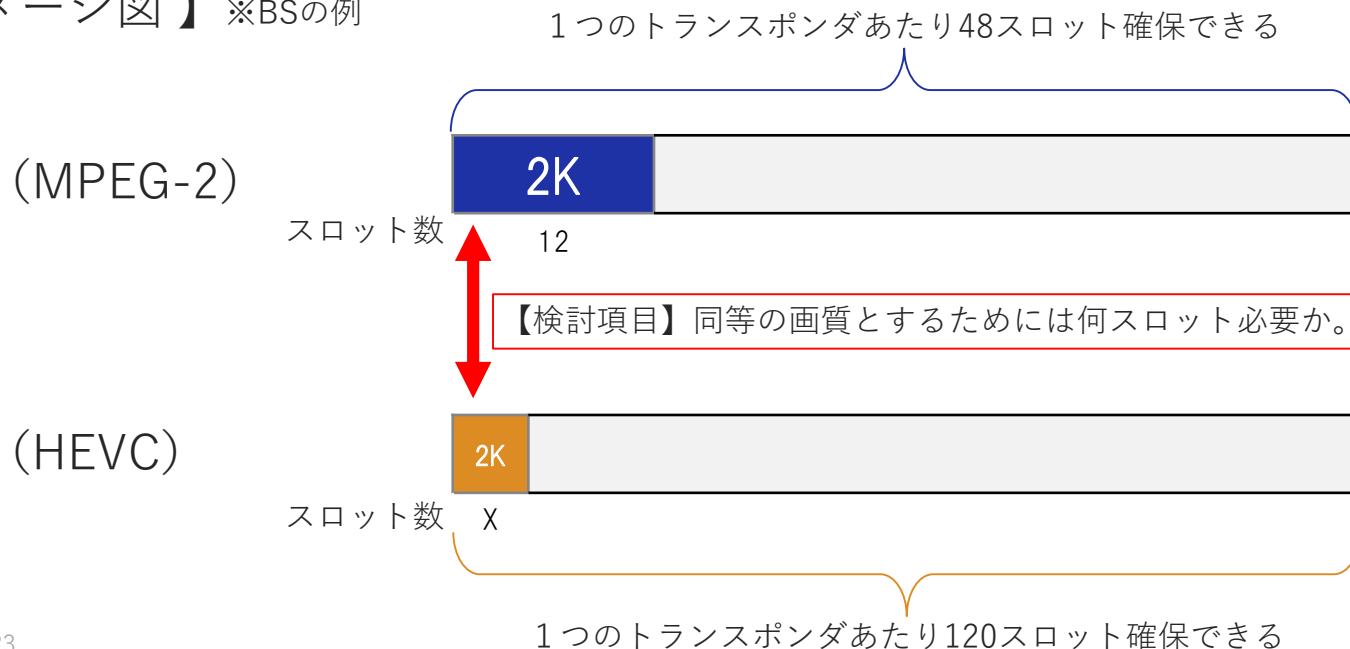 メージ図 】※BSの例
１つのトランスポンダあたり48スロット確保できる
（MPEG-2）
2K
スロット数
12
【検討項目】同等の画質とするためには何スロット必要か。
（HEVC）
2K
スロット数
X
１つのトランスポンダあたり120スロット確保できる